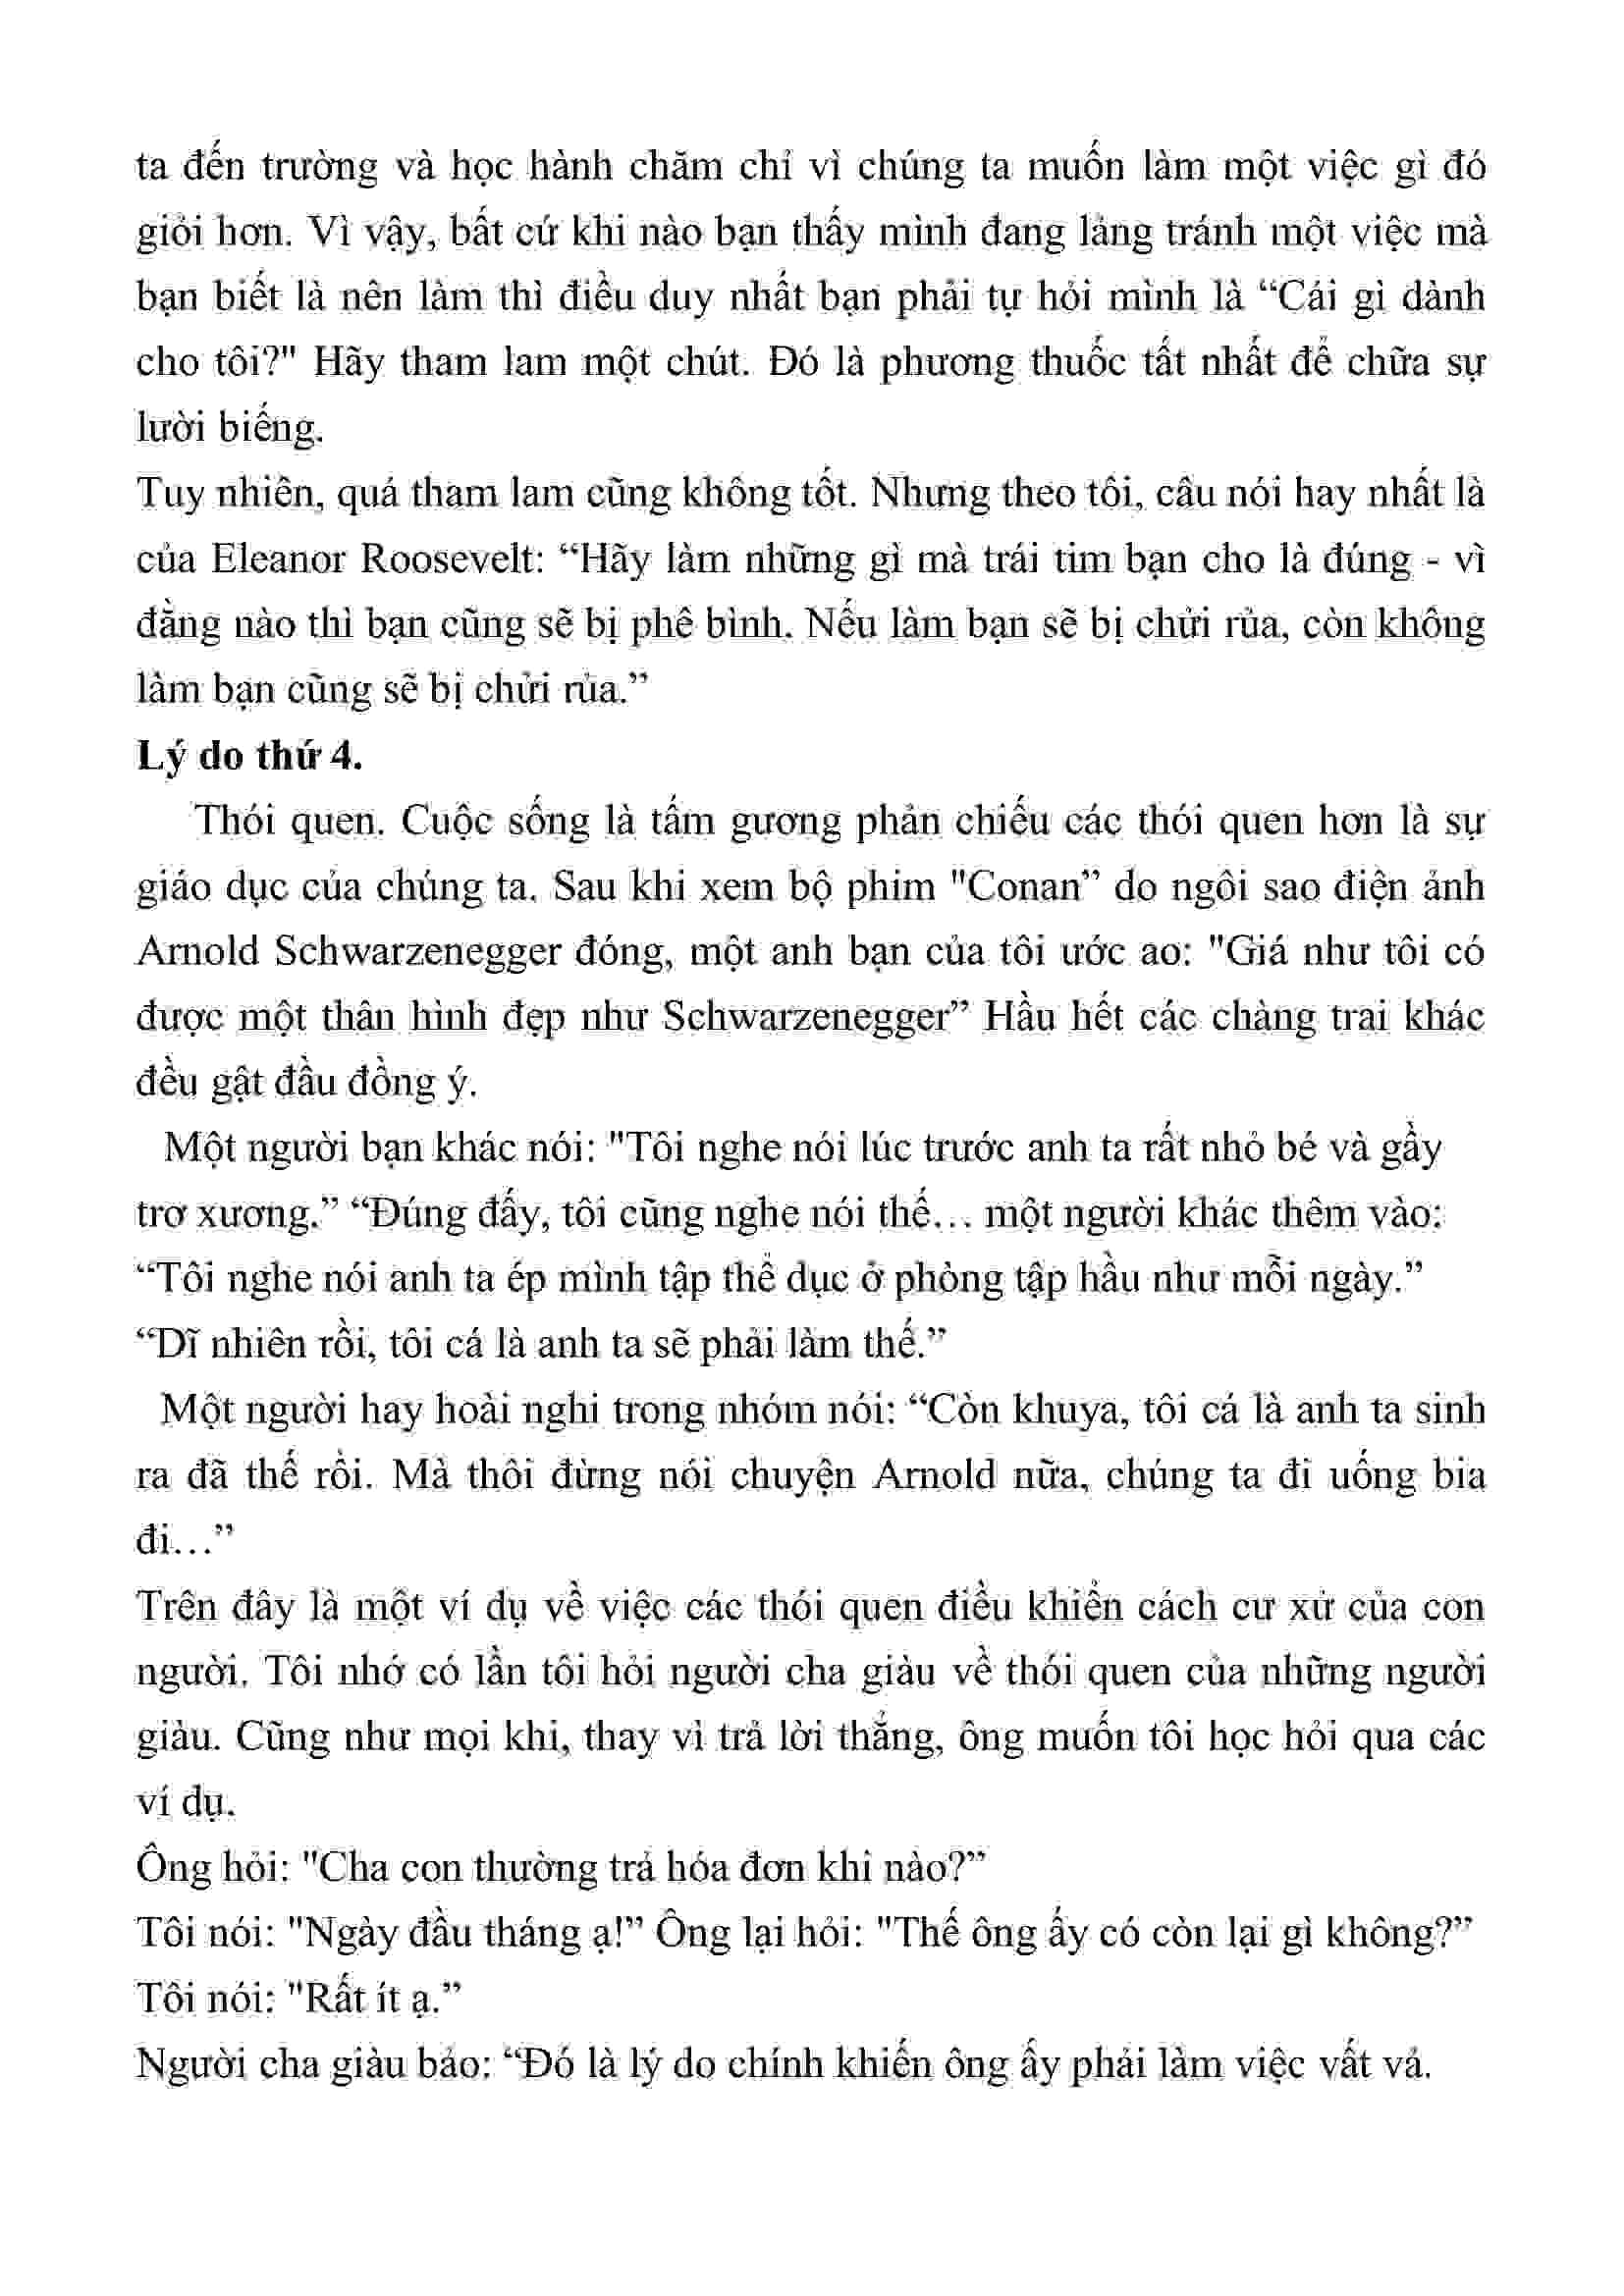 ta đến trường và học hành chăm chỉ vì chúng ta muốn làm một việc gì đó
giỏi hơn. Vì vậy, bất cứ khi nào bạn thấy mình đang lảng tránh một việc mà
bạn biết là nên làm thì điều duy nhất bạn phải tự hỏi mình là “Cái gì dành
cho tôi?" Hãy tham lam một chút. Đó là phương thuốc tất nhất để chữa sự
lười biếng.
Tuy nhiên, quá tham lam cũng không tốt. Nhưng theo tôi, câu nói hay nhất là
của Eleanor Roosevelt: “Hãy làm những gì mà trái tim bạn cho là đúng - vì
đằng nào thì bạn cũng sẽ bị phê bình. Nếu làm bạn sẽ bị chửi rủa, còn không
làm bạn cũng sẽ bị chửi rủa.”
Lý do thứ 4.
Thói quen. Cuộc sống là tấm gương phản chiếu các thói quen hơn là sự
giáo dục của chúng ta. Sau khi xem bộ phim "Conan” do ngôi sao điện ảnh
Arnold Schwarzenegger đóng, một anh bạn của tôi ước ao: "Giá như tôi có
được một thân hình đẹp như Schwarzenegger” Hầu hết các chàng trai khác
đều gật đầu đồng ý.
Một người bạn khác nói: "Tôi nghe nói lúc trước anh ta rất nhỏ bé và gầy
trơ xương.” “Đúng đấy, tôi cũng nghe nói thế… một người khác thêm vào:
“Tôi nghe nói anh ta ép mình tập thể dục ở phòng tập hầu như mỗi ngày.”
“Dĩ nhiên rồi, tôi cá là anh ta sẽ phải làm thế.”
Một người hay hoài nghi trong nhóm nói: “Còn khuya, tôi cá là anh ta sinh
ra đã thế rồi. Mà thôi đừng nói chuyện Arnold nữa, chúng ta đi uống bia
đi…”
Trên đây là một ví dụ về việc các thói quen điều khiển cách cư xử của con
người. Tôi nhớ có lần tôi hỏi người cha giàu về thói quen của những người
giàu. Cũng như mọi khi, thay vì trả lời thẳng, ông muốn tôi học hỏi qua các
ví dụ.
Ông hỏi: "Cha con thường trả hóa đơn khi nào?”
Tôi nói: "Ngày đầu tháng ạ!” Ông lại hỏi: "Thế ông ấy có còn lại gì không?”
Tôi nói: "Rất ít ạ.”
Người cha giàu bảo: “Đó là lý do chính khiến ông ấy phải làm việc vất vả.